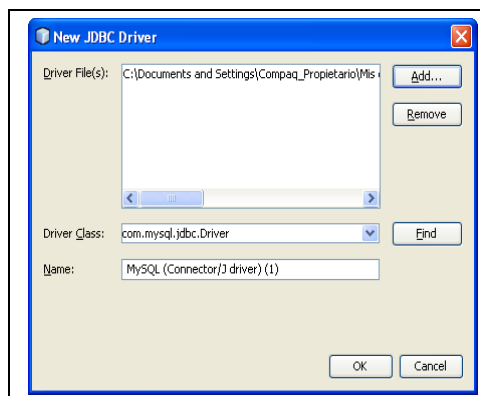 New JDBC Driver
Driver File(s):
C:\Documents and Settings\Compaq_Propietario\Mis
Add...
Remove
Driver Class:
com.mysql.jdbc.Driver
Find
Name:
MySQL (Connector/J driver) (1)
OK
Cancel